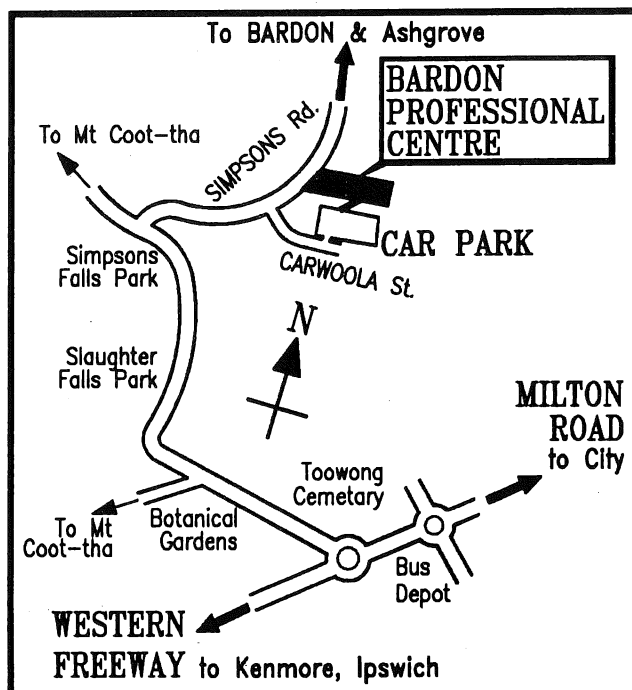 To BARDON & Ashgrove
BARDON
PROFESSIONAL
CENTRE
To Mt Coot-tha
SIMPSONS Rd.
CAR PARK
CARWOOLA St.
Simpsons
Falls Park
N
Slaughter
Falls Park
MILTON
ROAD
to City
Toowong
Cemetary
To Mt
Coot-tha
Botanical
Gardens
Bus
Depot
WESTERN
FREEWAY to Kenmore, Ipswich